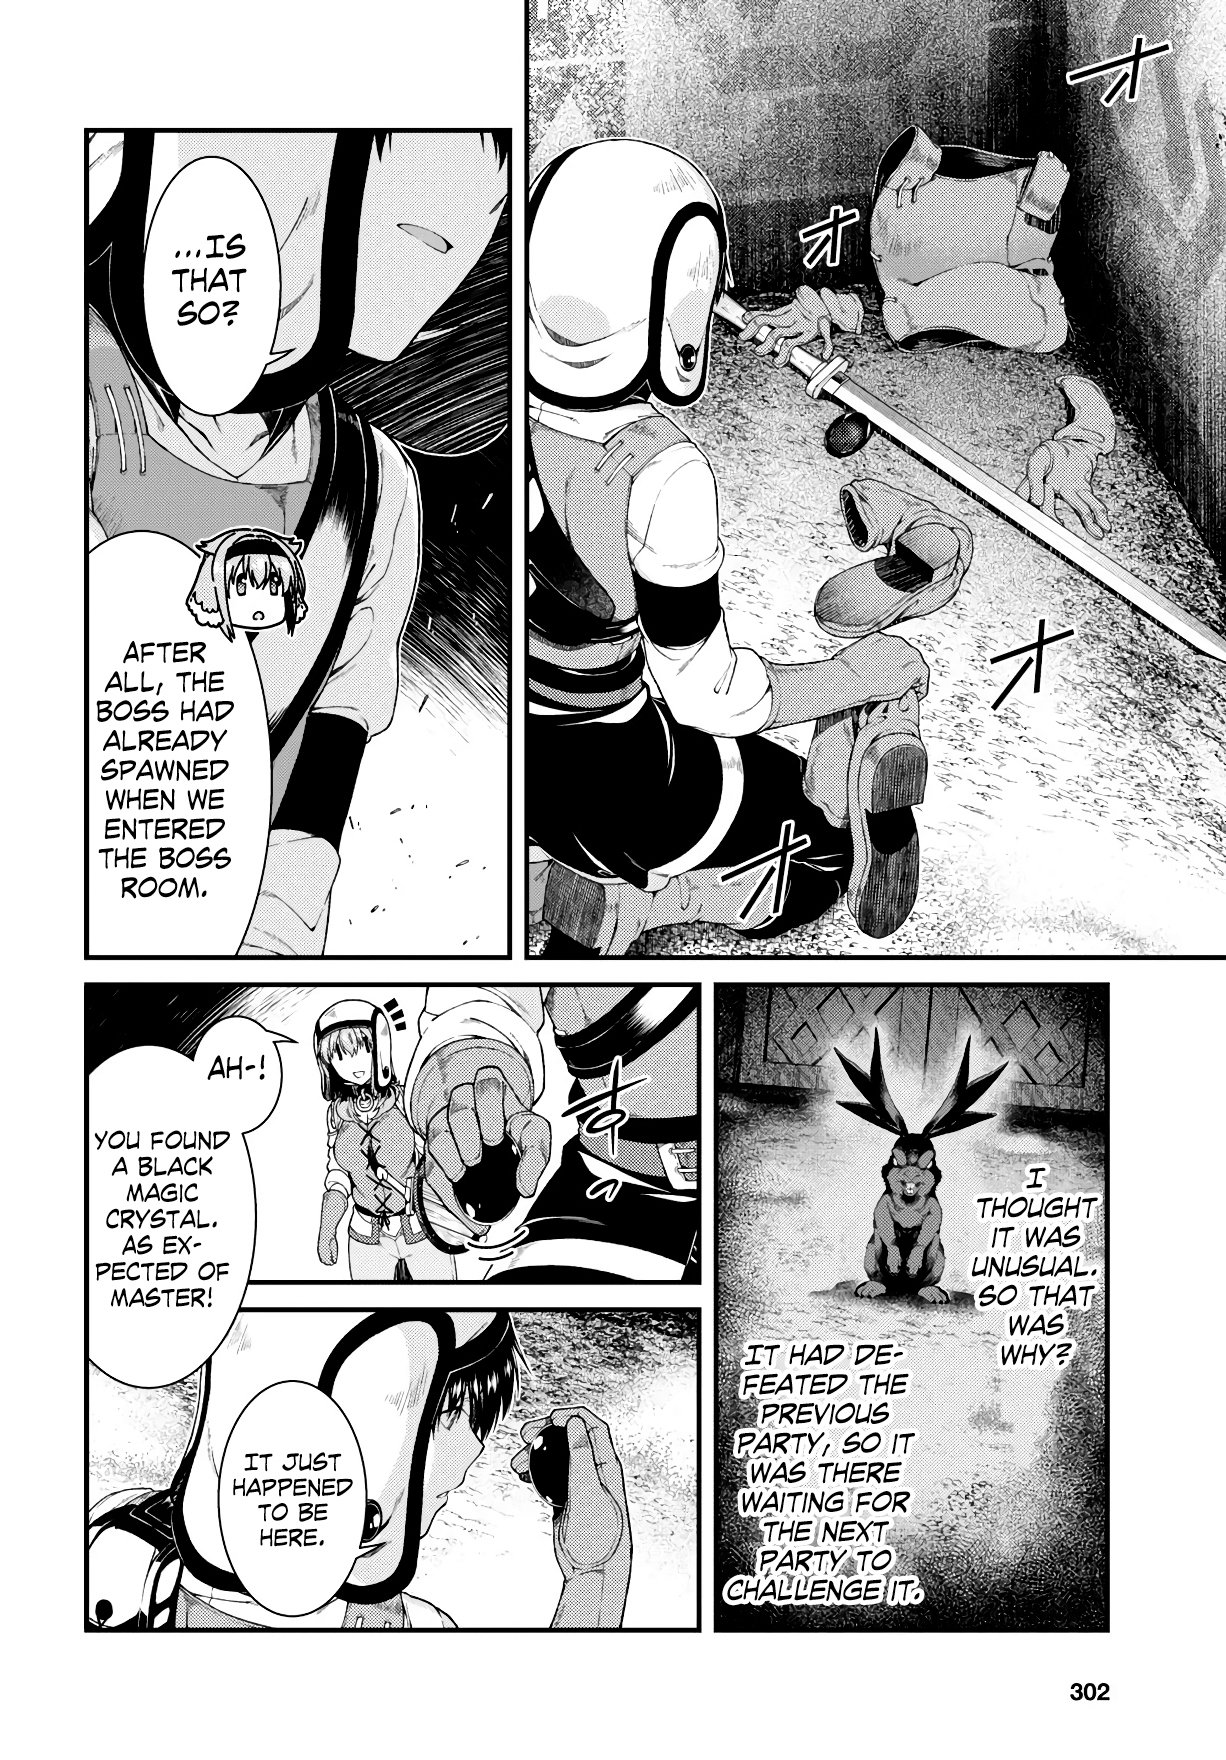 オ
オ
オ
オ
...IS
THAT
SO?
AFTER
ALL, THE
BOSS HAD
ALREADY
SPAWNED
WHEN WE
ENTERED
THE BOSS
ROOM.
I
THOUGHT
IT WAS
UNUSUAL.
SO THAT
WAS
WHY?
IT HAD DE-
FEATED THE
PREVIOUS
PARTY, SO IT
WAS THERE
WAITING FOR
THE NEXT
PARTY TO
CHALLENGE IT.
AH-!
YOU FOUND
A BLACK
MAGIC
CRYSTAL.
AS EX-
PECTED OF
MASTER!
IT JUST
HAPPENED
TO BE
HERE.
302